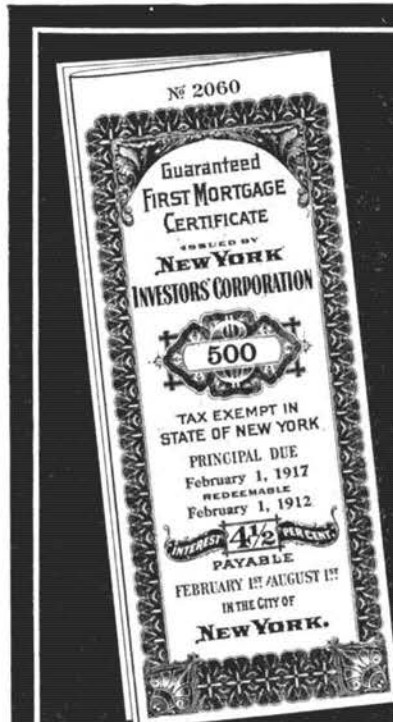 Nº 2060
Guaranteed
FIRST MORTGAGE
CERTIFICATE
ISSUED BY
NEW YORK
INVESTORS' CORPORATION
500
TAX EXEMPT IN
STATE OF NEW YORK
PRINCIPAL DUE
February 1, 1917
REDEEMABLE
February 1, 1912
INTEREST 4½ PER CENT.
PAYABLE
FEBRUARY 1ST AUGUST 1ST
IN THE CITY OF
NEW YORK.